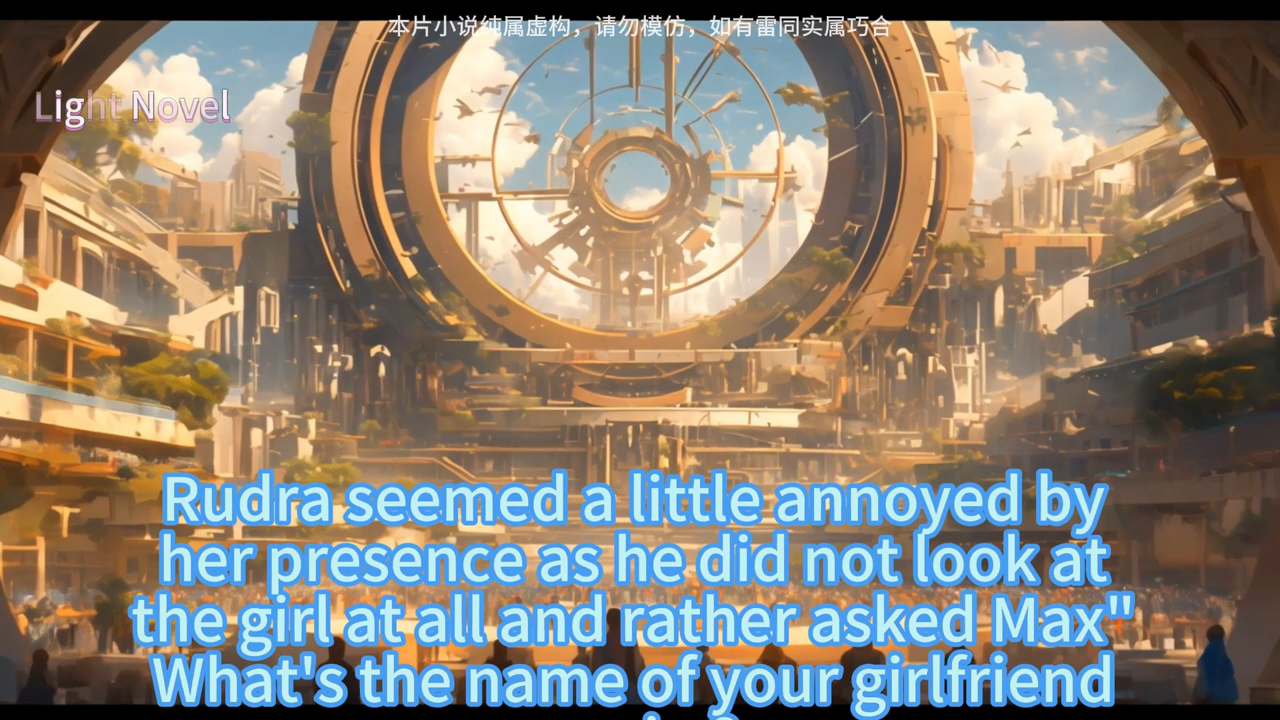 本片小说纯属虚构，请勿模仿，如有雷同实属巧合
Light Novel
Rudra seemed a little annoyed by
her presence as he did not look at
the girl at all and rather asked Max"
What's the name of your girlfriend